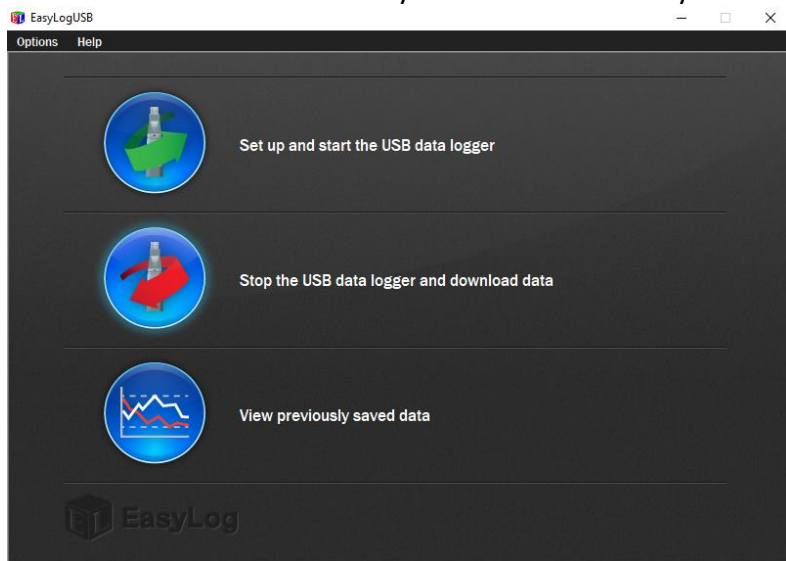 EasyLogUSB
Options Help
Set up and start the USB data logger
Stop the USB data logger and download data
View previously saved data
EasyLog